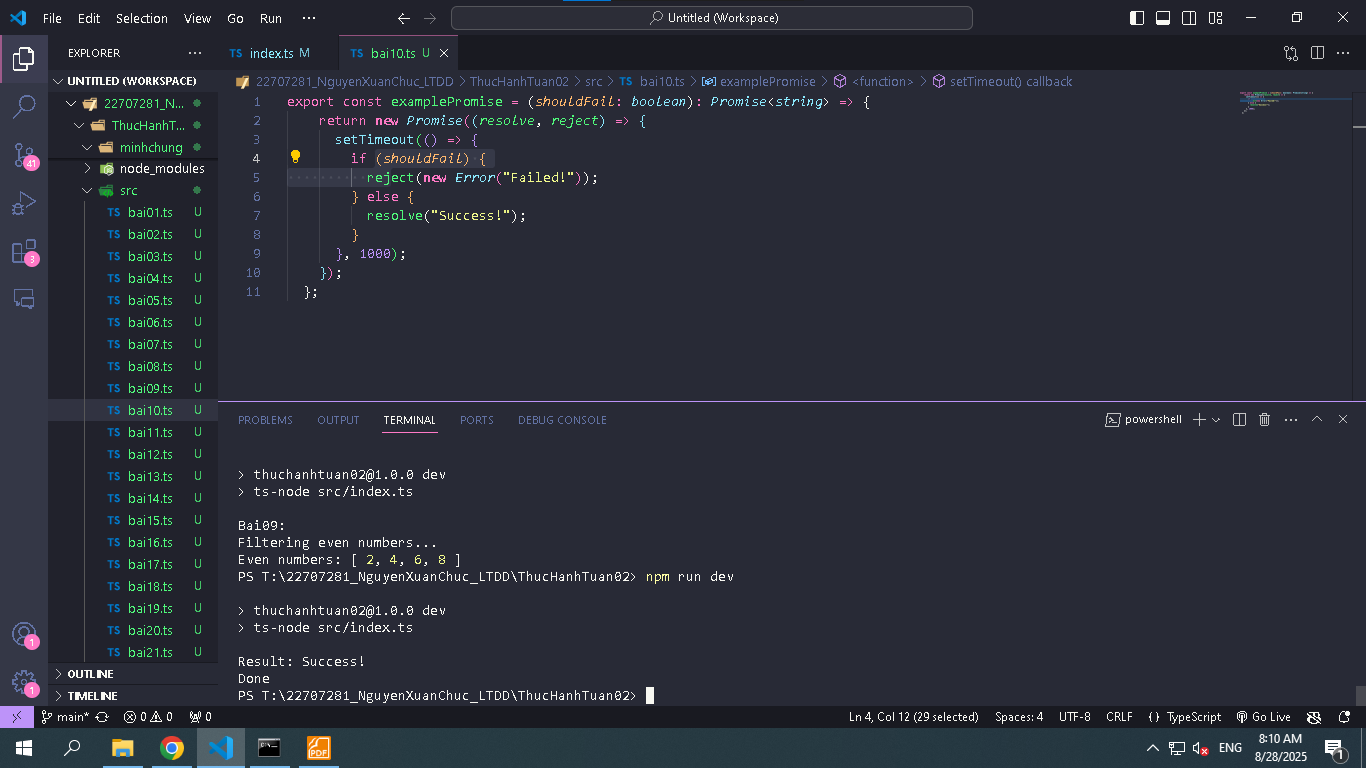 File Edit Selection View Go Run ··· Untitled (Workspace)
EXPLORER ···
UNTITLED (WORKSPACE)
22707281_N...
ThucHanhT...
minhchung
node_modules
src
TS bai01.ts U
TS bai02.ts U
TS bai03.ts U
TS bai04.ts U
TS bai05.ts U
TS bai06.ts U
TS bai07.ts U
TS bai08.ts U
TS bai09.ts U
TS bai10.ts U
TS bai11.ts U
TS bai12.ts U
TS bai13.ts U
TS bai14.ts U
TS bai15.ts U
TS bai16.ts U
TS bai17.ts U
TS bai18.ts U
TS bai19.ts U
TS bai20.ts U
TS bai21.ts U
OUTLINE
TIMELINE
41
3
1
1
TS index.ts M TS bai10.ts U
22707281_NguyenXuanChuc_LTDD > ThucHanhTuan02 > src > TS bai10.ts > examplePromise > <function> > setTimeout() callback
1 export const examplePromise = (shouldFail: boolean): Promise<string> => {
2 return new Promise((resolve, reject) => {
3 setTimeout(() => {
4 if (shouldFail) {
5 reject(new Error("Failed!"));
6 } else {
7 resolve("Success!");
8 }
9 }, 1000);
10 });
11 };
PROBLEMS OUTPUT TERMINAL PORTS DEBUG CONSOLE powershell
> thuchanhtuan02@1.0.0 dev
> ts-node src/index.ts
Bai09:
Filtering even numbers...
Even numbers: [ 2, 4, 6, 8 ]
PS T:\22707281_NguyenXuanChuc_LTDD\ThucHanhTuan02> npm run dev
> thuchanhtuan02@1.0.0 dev
> ts-node src/index.ts
Result: Success!
Done
PS T:\22707281_NguyenXuanChuc_LTDD\ThucHanhTuan02>
main* 0 0 0 Ln 4, Col 12 (29 selected) Spaces: 4 UTF-8 CRLF {} TypeScript Go Live
PDF ENG 8:10 AM
8/28/2025 1